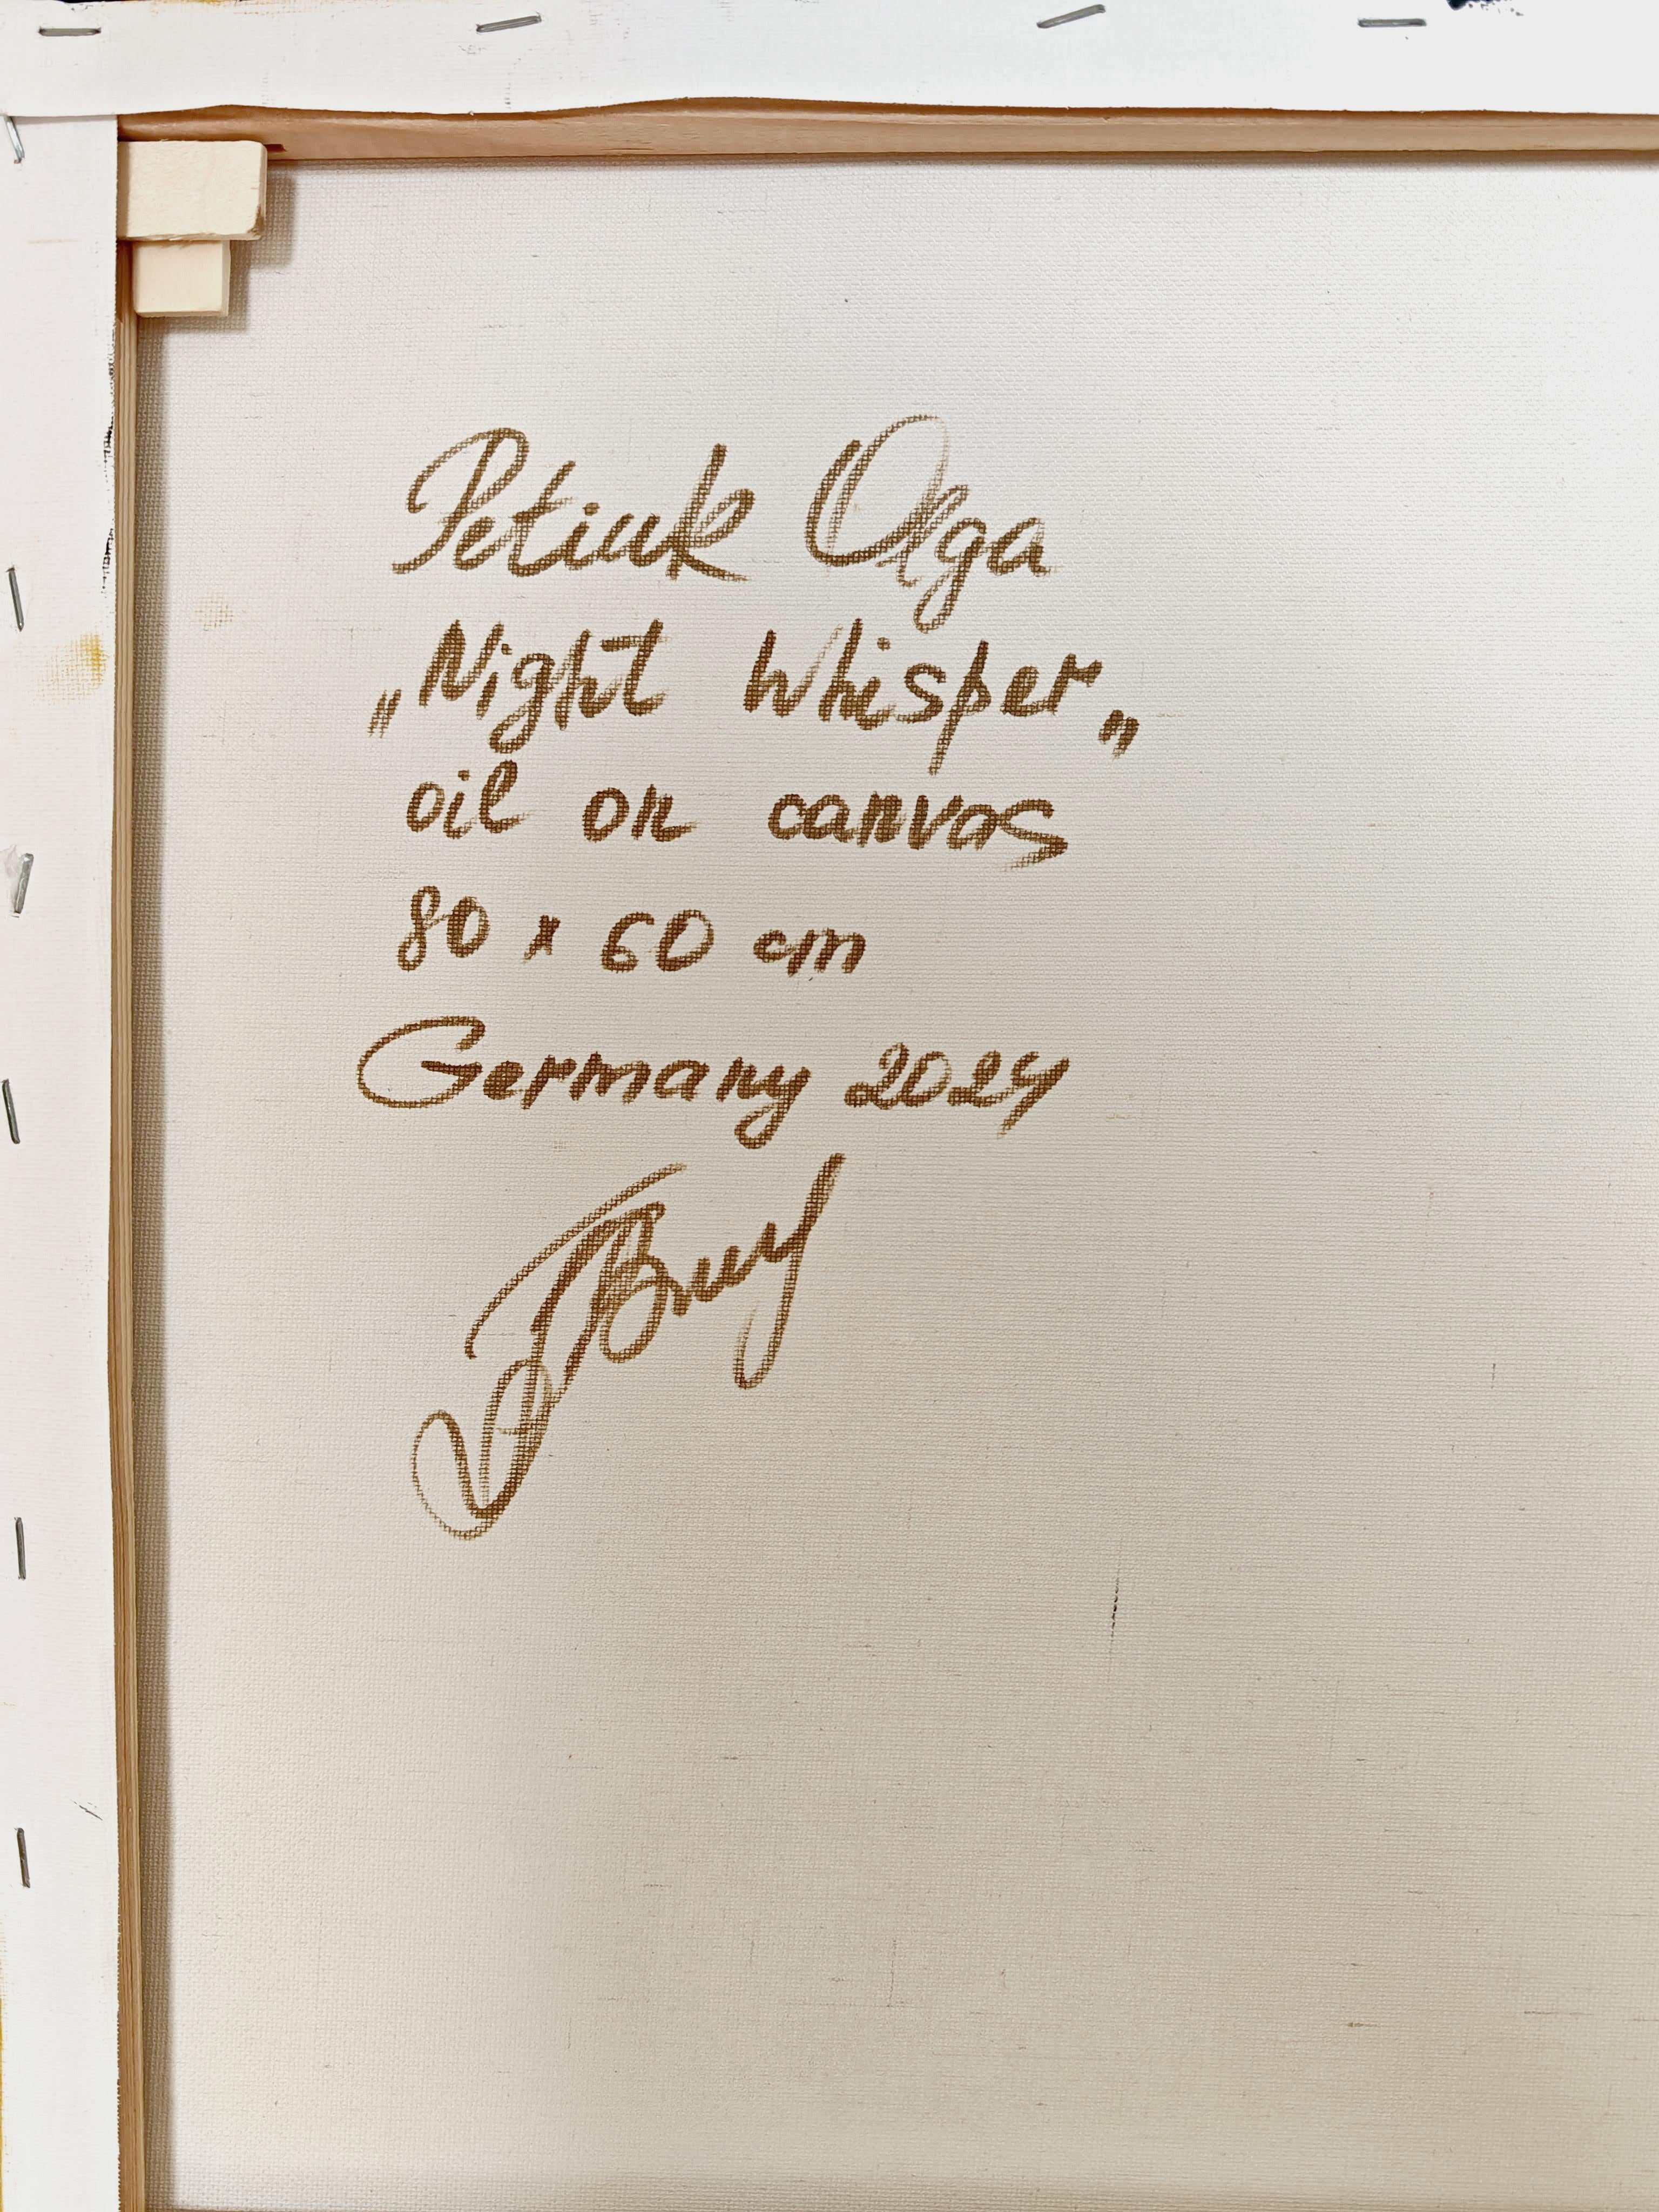 Petiuk Olga
„Night Whisper„
oil on canvas
80 x 60 cm
Germany 2024